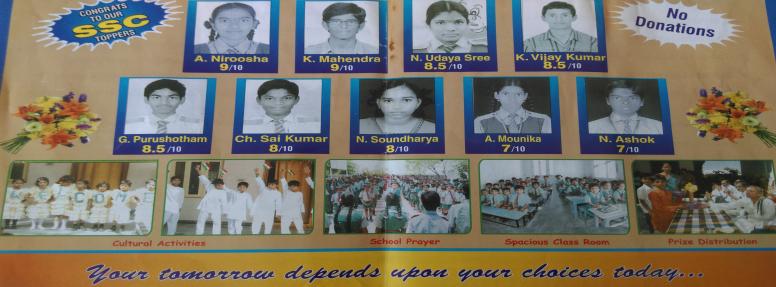 CONGRATS
TO OUR
SSC
TOPPERS
No
Donations
A. Niroosha
9/10
K. Mahendra
9/10
N. Udaya Sree
8.5/10
K. Vijay Kumar
8.5/10
G. Purushotham
8.5/10
Ch. Sai Kumar
8/10
N. Soundharya
8/10
A. Mounika
7/10
N. Ashok
7/10
Cultural Activities
School Prayer
Spacious Class Room
Prize Distribution
Your tomorrow depends upon your choices today...